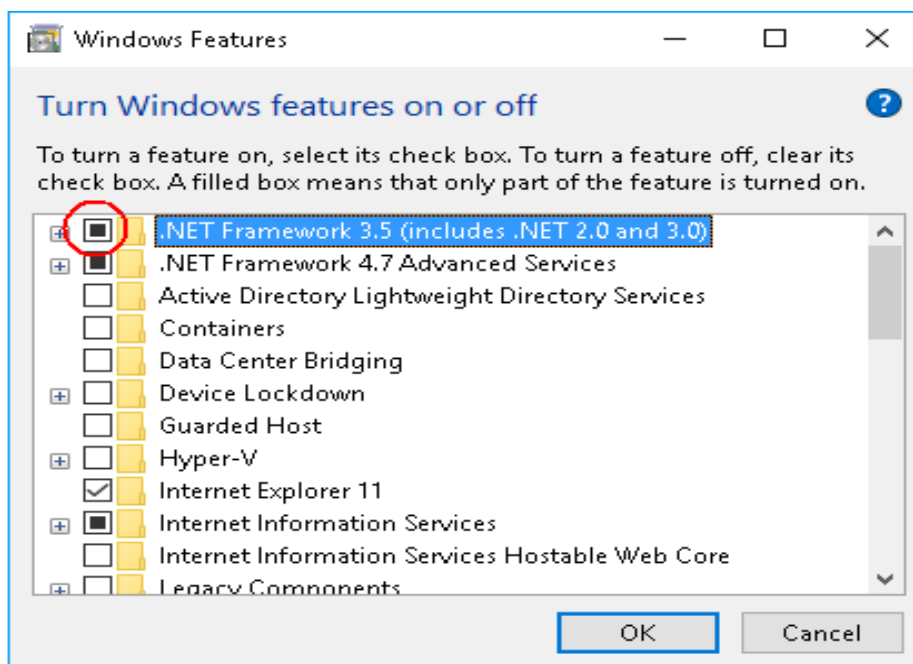 Windows Features
Turn Windows features on or off
To turn a feature on, select its check box. To turn a feature off, clear its
check box. A filled box means that only part of the feature is turned on.
.NET Framework 3.5 (includes .NET 2.0 and 3.0)
.NET Framework 4.7 Advanced Services
Active Directory Lightweight Directory Services
Containers
Data Center Bridging
Device Lockdown
Guarded Host
Hyper-V
Internet Explorer 11
Internet Information Services
Internet Information Services Hostable Web Core
Legacy Components
OK
Cancel